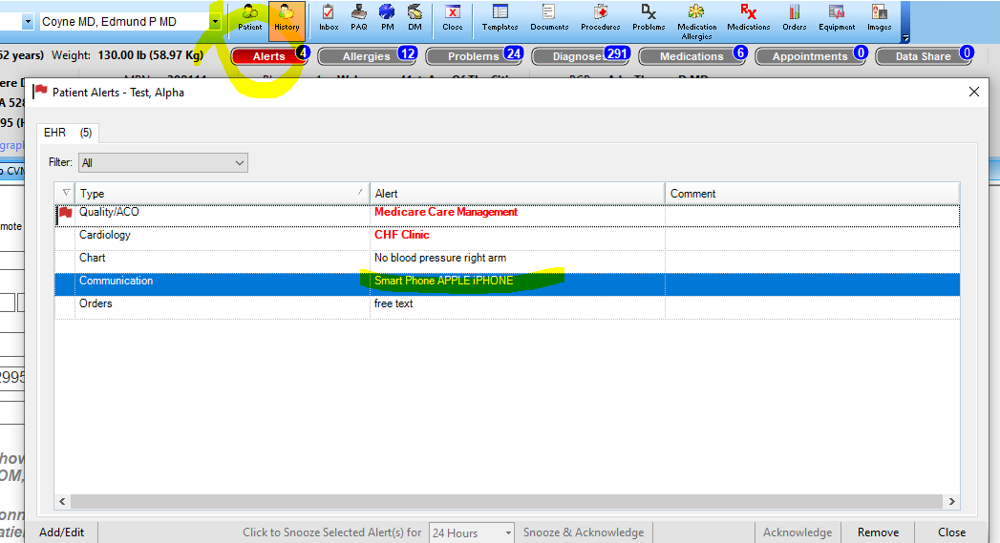 Coyne MD, Edmund P MD
Patient History Inbox PAQ PM DM Close Templates Documents Procedures Problems Medication Allergies Medications Orders Equipment Images
62 years) Weight: 130.00 lb (58.97 Kg) Alerts 4 Allergies 12 Problems 24 Diagnoses 291 Medications 6 Appointments 0 Data Share 0
Patient Alerts - Test, Alpha
EHR (5)
Filter: All
Type Alert Comment
Quality/ACO Medicare Care Management
Cardiology CHF Clinic
Chart No blood pressure right arm
Communication Smart Phone APPLE iPHONE
Orders free text
Add/Edit Click to Snooze Selected Alert(s) for 24 Hours Snooze & Acknowledge Acknowledge Remove Close